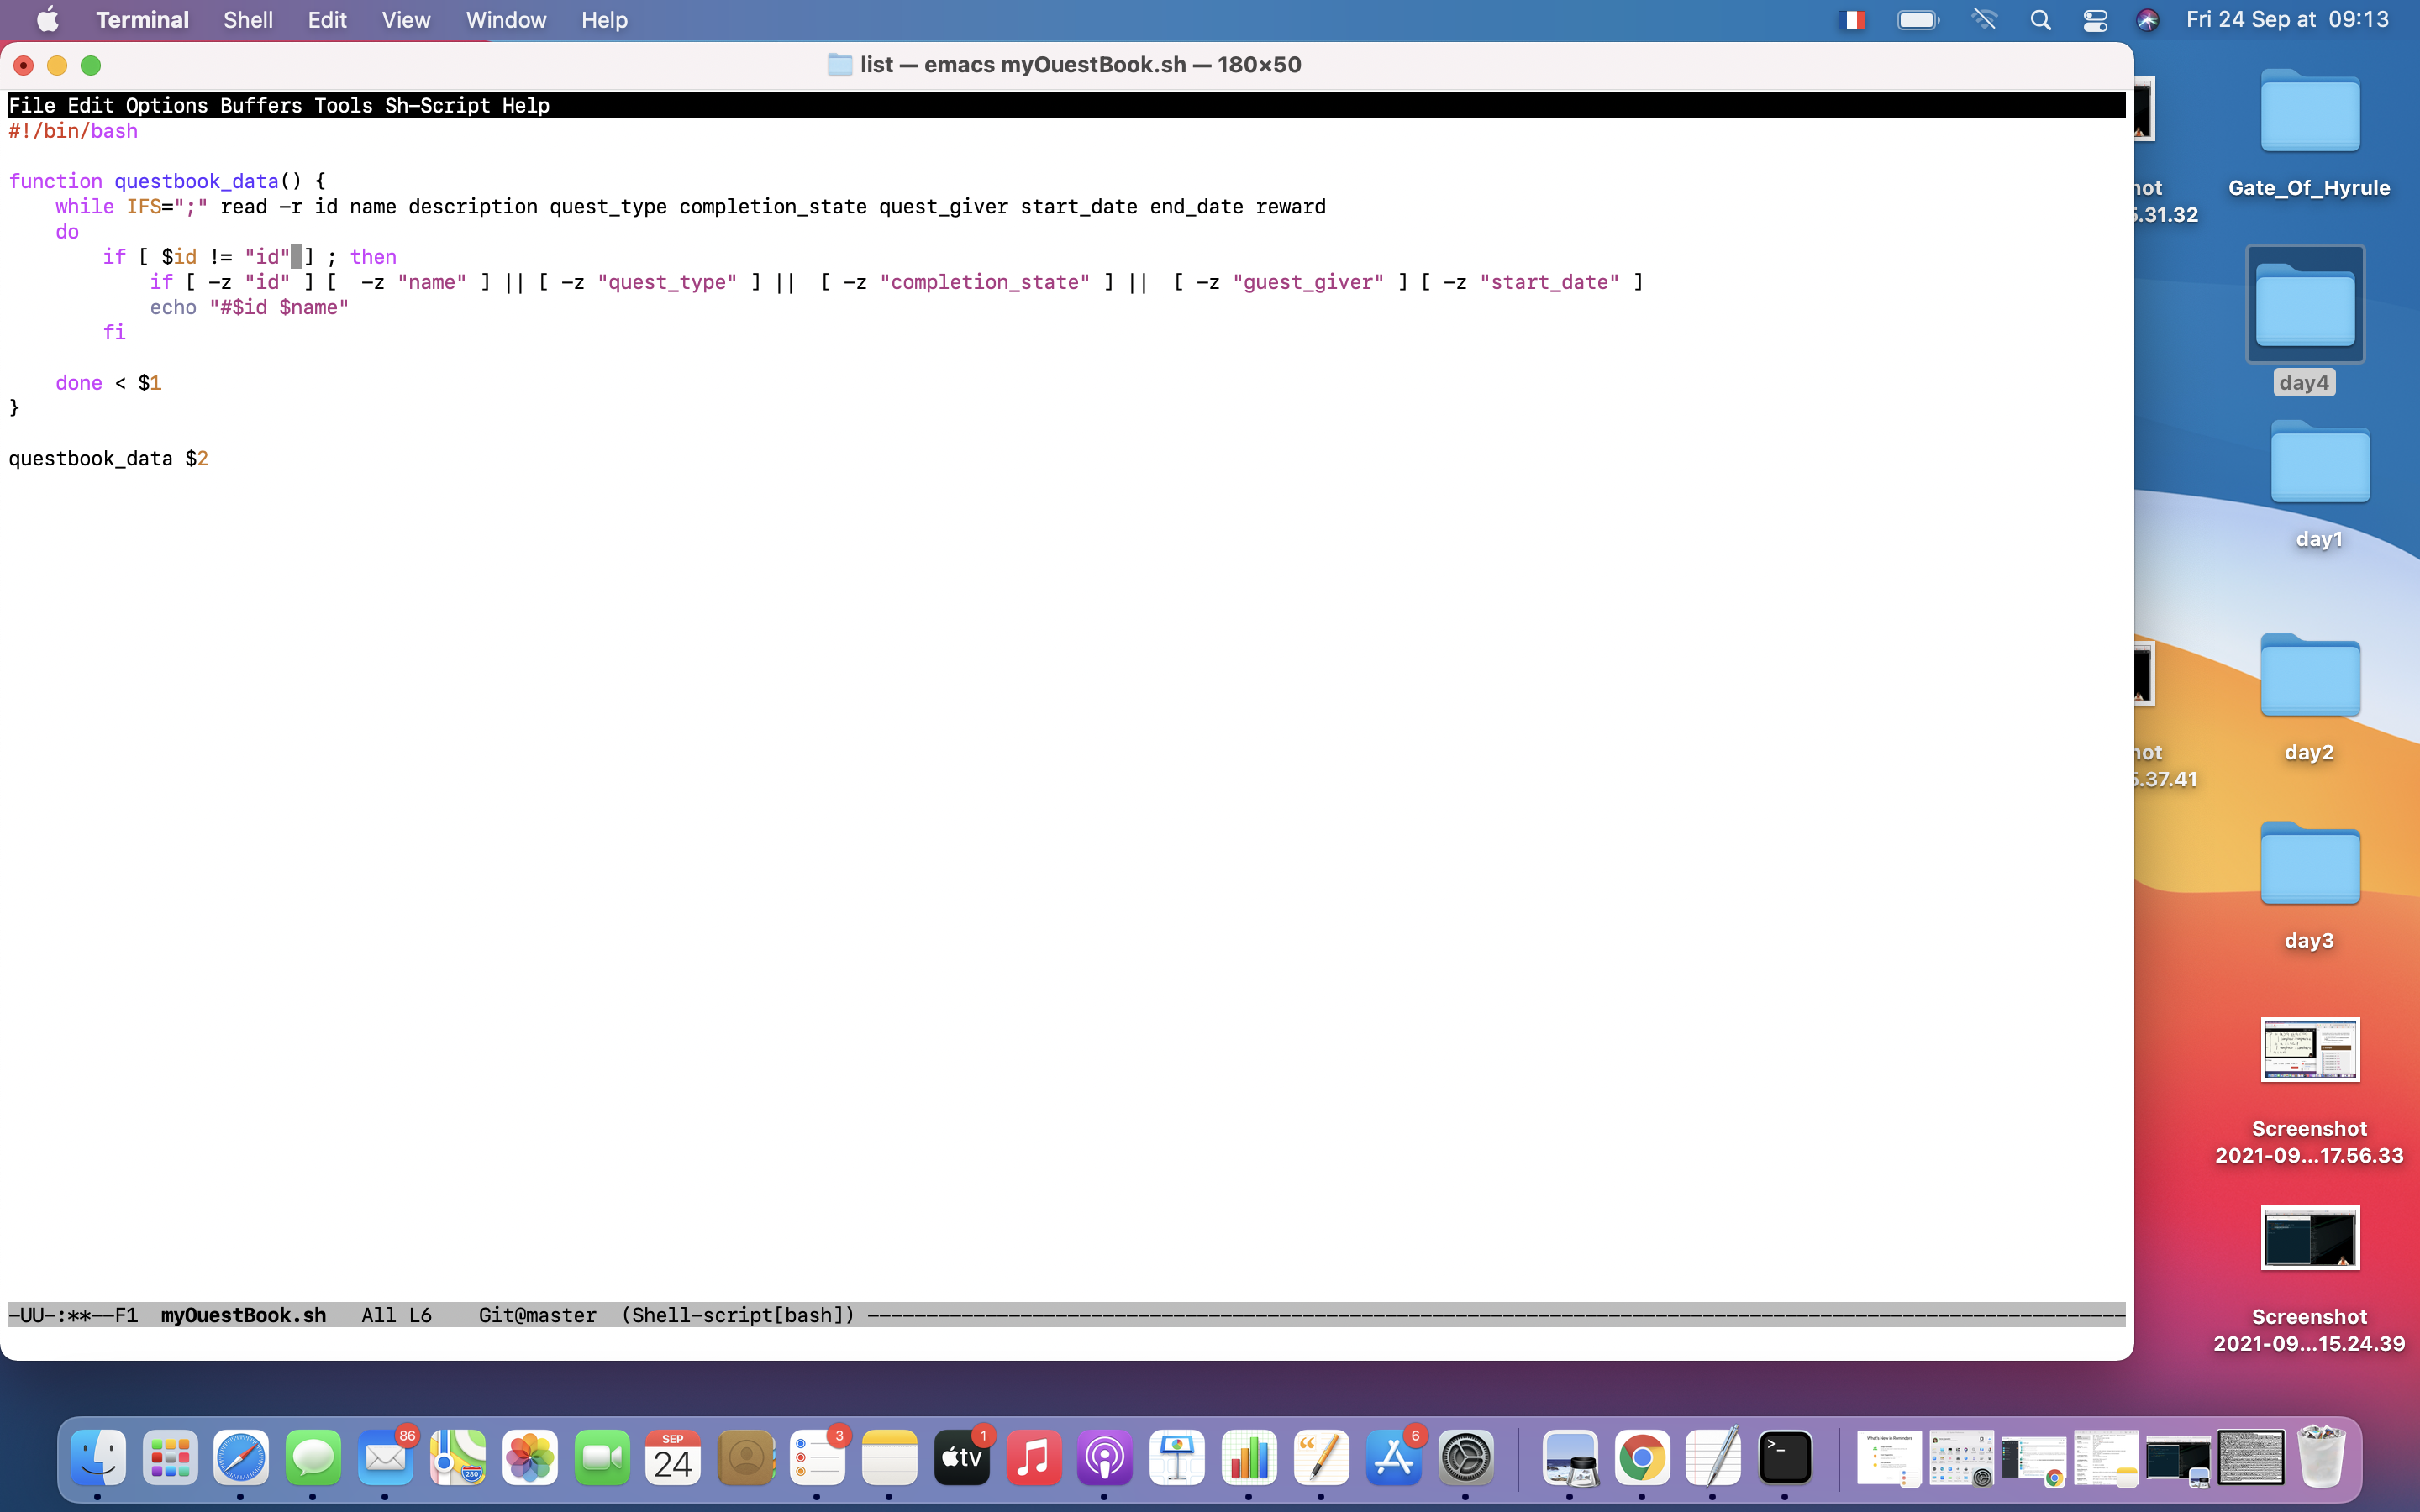 Terminal Shell Edit View Window Help Fri 24 Sep at 09:13
list — emacs myOuestBook.sh — 180×50
File Edit Options Buffers Tools Sh-Script Help
#!/bin/bash
function questbook_data() {
    while IFS=";" read -r id name description quest_type completion_state quest_giver start_date end_date reward
    do
        if [ $id != "id" ] ; then
            if [ -z "id" ] [  -z "name" ] || [ -z "quest_type" ] ||  [ -z "completion_state" ] ||  [ -z "guest_giver" ] [ -z "start_date" ]
            echo "#$id $name"
        fi
    done < $1
}
questbook_data $2
-UU-:**--F1  myOuestBook.sh   All L6    Git@master  (Shell-script[bash])
Gate_Of_Hyrule
5.31.32
day4
day1
day2
5.37.41
day3
Screenshot
2021-09...17.56.33
Screenshot
2021-09...15.24.39
86
280
SEP
24
3
tv
1
6
>_